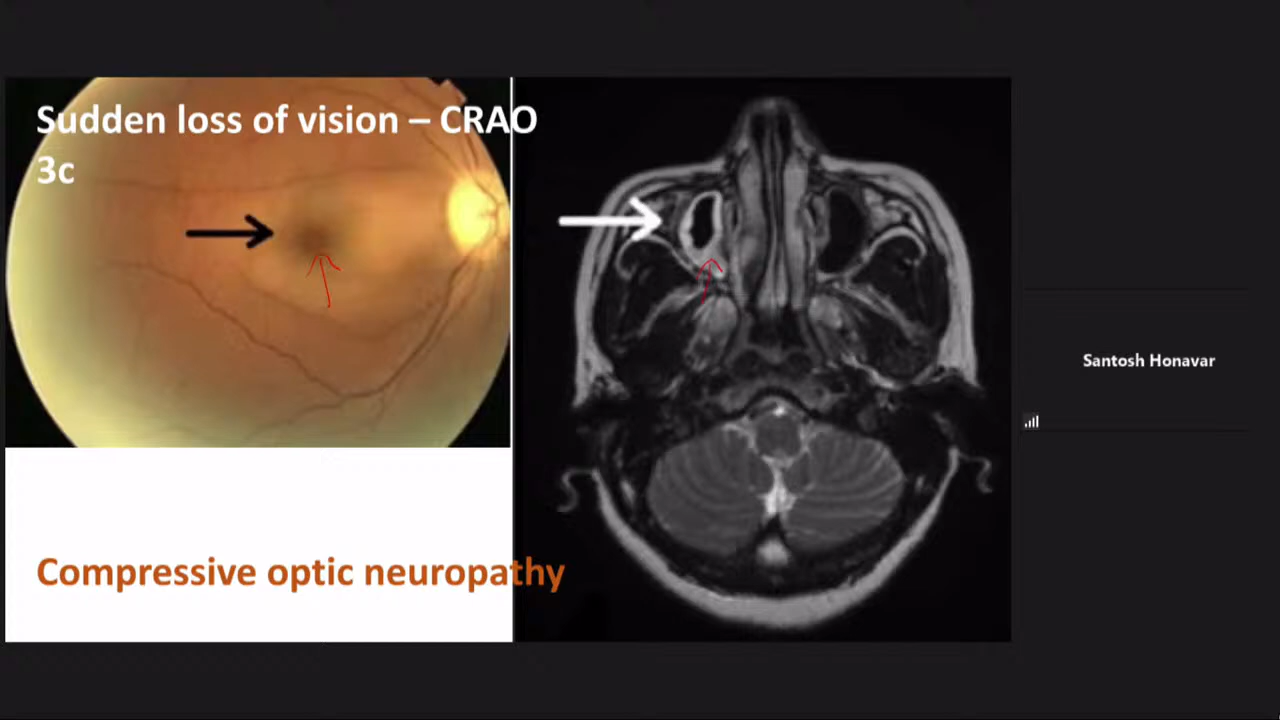 Sudden loss of vision – CRAO
3c
Santosh Honavar
Compressive optic neuropathy